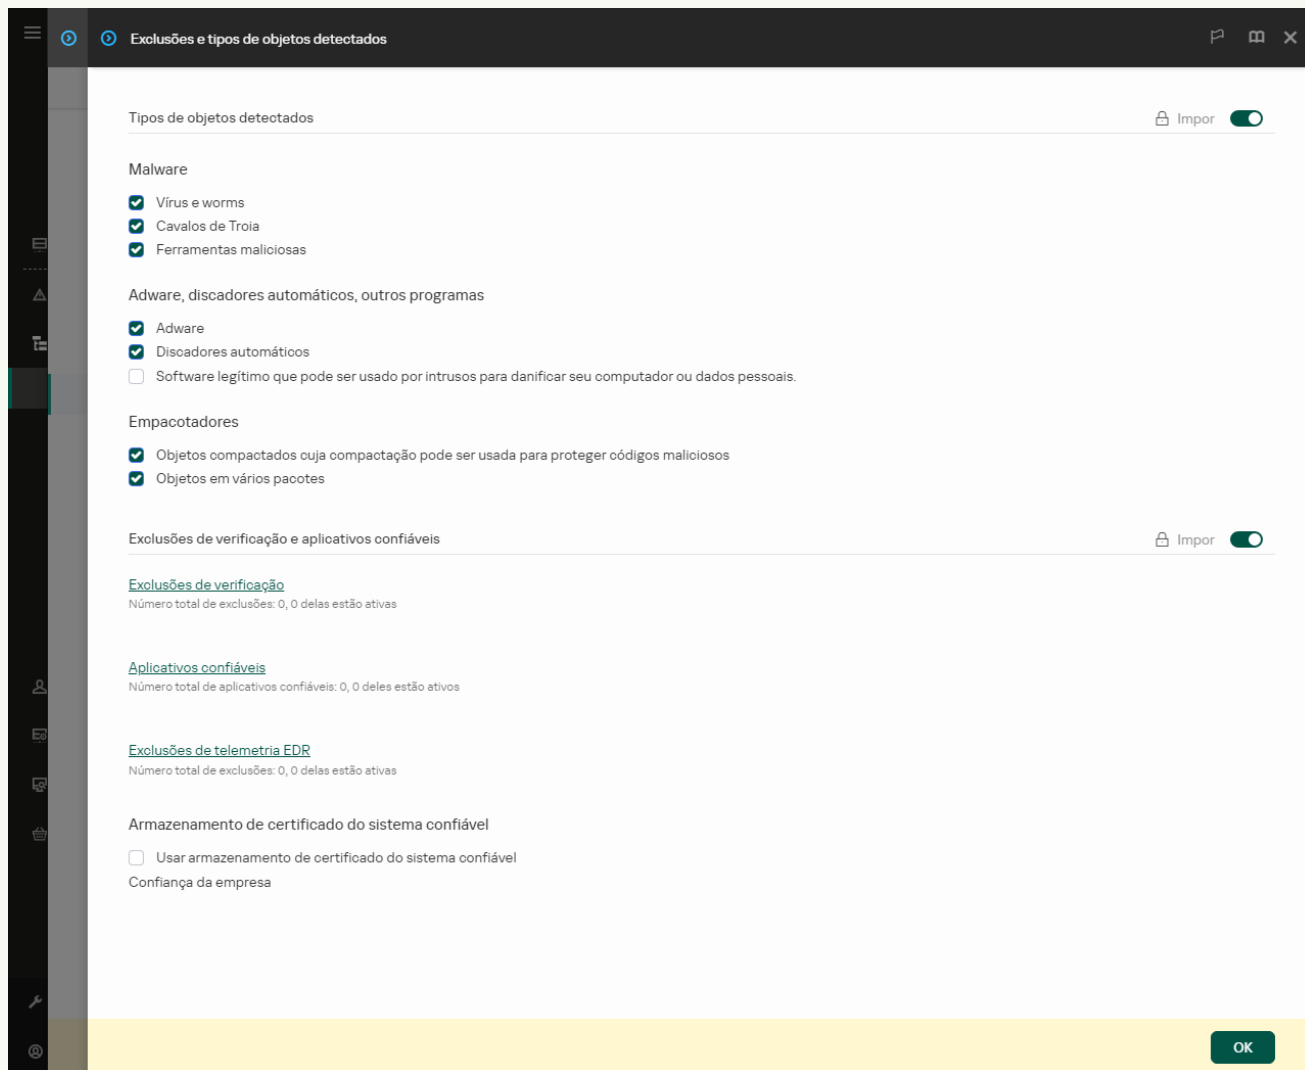 Exclusões e tipos de objetos detectados
Tipos de objetos detectados
Impor
Malware
Vírus e worms
Cavalos de Troia
Ferramentas maliciosas
Adware, discadores automáticos, outros programas
Adware
Discadores automáticos
Software legítimo que pode ser usado por intrusos para danificar seu computador ou dados pessoais.
Empacotadores
Objetos compactados cuja compactação pode ser usada para proteger códigos maliciosos
Objetos em vários pacotes
Exclusões de verificação e aplicativos confiáveis
Impor
Exclusões de verificação
Número total de exclusões: 0, 0 delas estão ativas
Aplicativos confiáveis
Número total de aplicativos confiáveis: 0, 0 deles estão ativos
Exclusões de telemetria EDR
Número total de exclusões: 0, 0 delas estão ativas
Armazenamento de certificado do sistema confiável
Usar armazenamento de certificado do sistema confiável
Confiança da empresa
OK